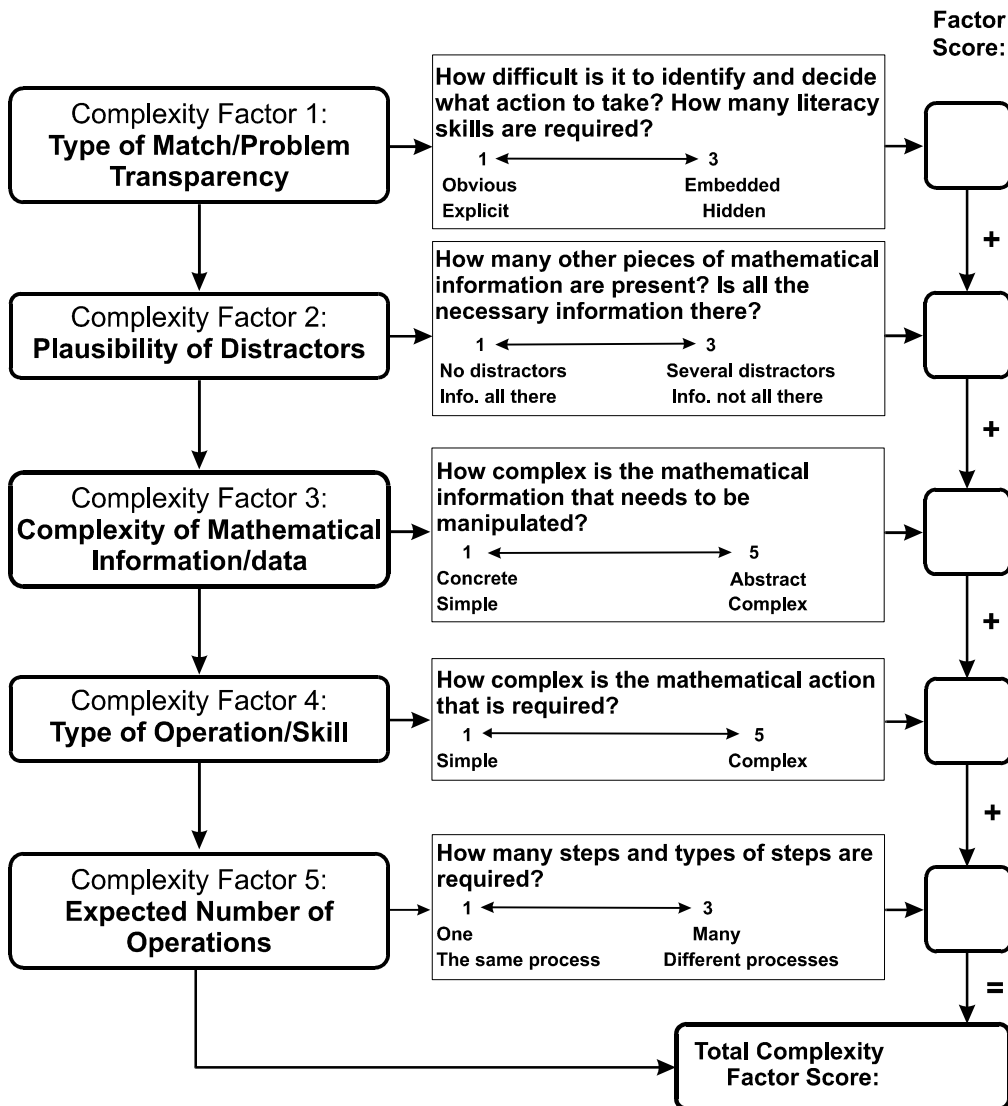 Factor
Score:
Complexity Factor 1:
Type of Match/Problem
Transparency
How difficult is it to identify and decide
what action to take? How many literacy
skills are required?
1 3
Obvious Embedded
Explicit Hidden
+
Complexity Factor 2:
Plausibility of Distractors
How many other pieces of mathematical
information are present? Is all the
necessary information there?
1 3
No distractors Several distractors
Info. all there Info. not all there
+
Complexity Factor 3:
Complexity of Mathematical
Information/data
How complex is the mathematical
information that needs to be
manipulated?
1 5
Concrete Abstract
Simple Complex
+
Complexity Factor 4:
Type of Operation/Skill
How complex is the mathematical action
that is required?
1 5
Simple Complex
+
Complexity Factor 5:
Expected Number of
Operations
How many steps and types of steps are
required?
1 3
One Many
The same process Different processes
=
Total Complexity
Factor Score: